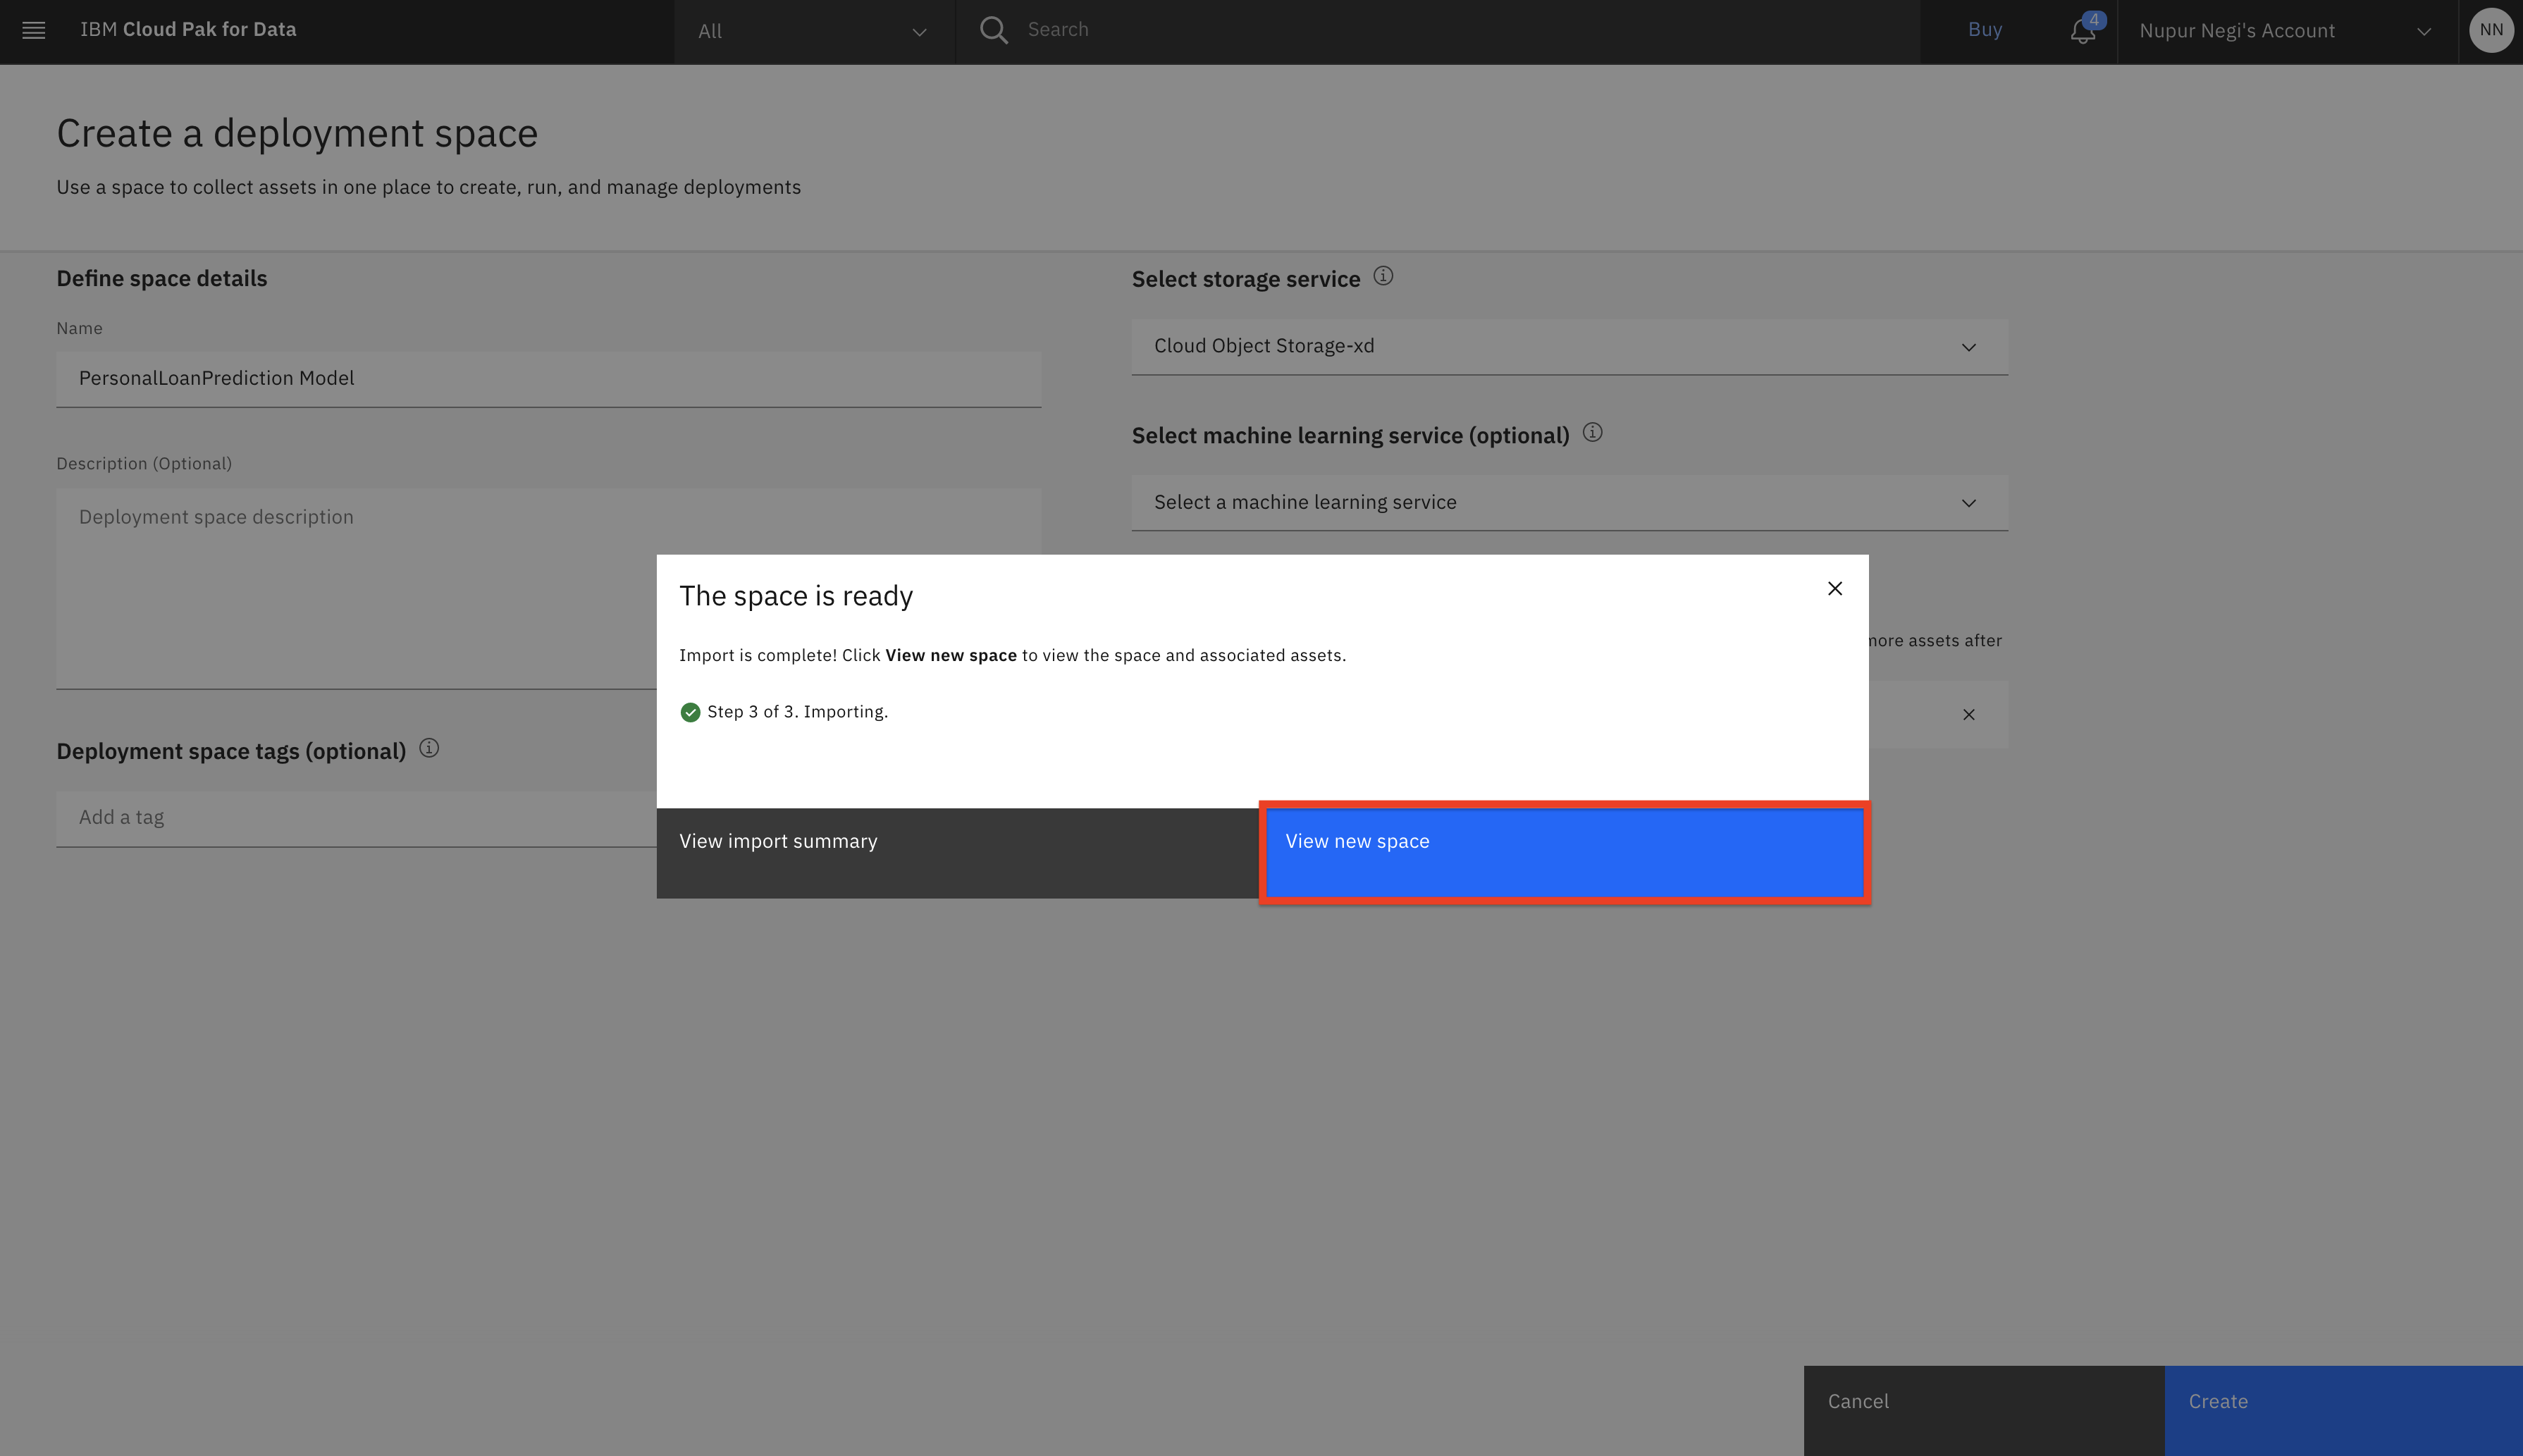 IBM Cloud Pak for Data
All
Search
Buy
4
Nupur Negi's Account
NN
Create a deployment space
Use a space to collect assets in one place to create, run, and manage deployments
Define space details
Name
PersonalLoanPrediction Model
Description (Optional)
Deployment space description
Deployment space tags (optional)
Add a tag
Select storage service
Cloud Object Storage-xd
Select machine learning service (optional)
Select a machine learning service
more assets after
The space is ready
Import is complete! Click View new space to view the space and associated assets.
Step 3 of 3. Importing.
View import summary
View new space
Cancel
Create